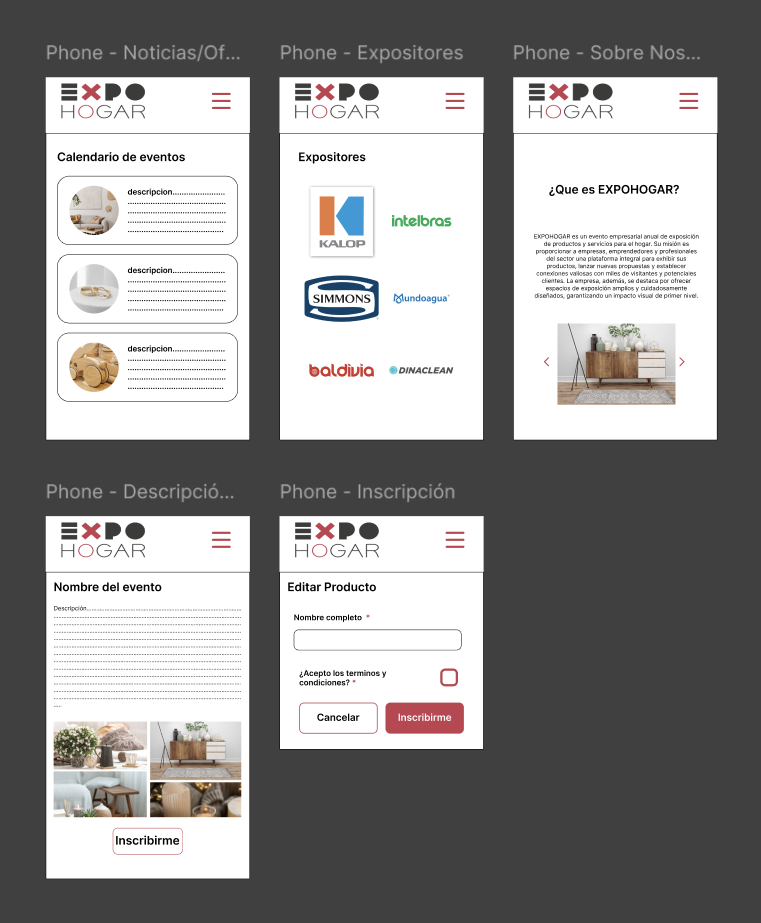 Phone - Noticias/Of...
Phone - Expositores
Phone - Sobre Nos...
EXPO
HOGAR
Calendario de eventos
descripcion.......................
descripcion.......................
descripcion.......................
EXPO
HOGAR
Expositores
KALOP
intelbras
SIMMONS
Mundoagua
baldivia
DINACLEAN
EXPO
HOGAR
¿Que es EXPOHOGAR?
EXPOHOGAR es un evento empresarial anual de exposición
de productos y servicios para el hogar. Su misión es
proporcionar a empresas, emprendedores y profesionales
del sector una plataforma integral para exhibir sus
productos, lanzar nuevas propuestas y establecer
conexiones valiosas con miles de visitantes y potenciales
clientes. La empresa, además, se destaca por ofrecer
espacios de exposición amplios y cuidadosamente
diseñados, garantizando un impacto visual de primer nivel.
Phone - Descripció...
Phone - Inscripción
EXPO
HOGAR
Nombre del evento
Descripción.......................
Inscribirme
EXPO
HOGAR
Editar Producto
Nombre completo *
¿Acepto los terminos y
condiciones? *
Cancelar
Inscribirme